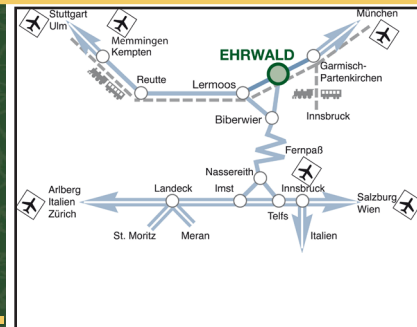 Stuttgart
Ulm
München
Memmingen
Kempten
EHRWALD
Garmisch-
Partenkirchen
Reutte
Lermoos
Innsbruck
Biberwier
Fernpaß
Nassereith
Arlberg
Italien
Zürich
Landeck
Imst
Innsbruck
Salzburg
Wien
Telfs
St. Moritz
Meran
Italien